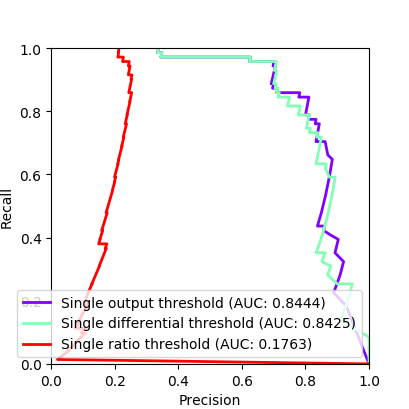 1.0
0.8
0.6
0.4
0.2
0.0
Recall
Single output threshold (AUC: 0.8444)
Single differential threshold (AUC: 0.8425)
Single ratio threshold (AUC: 0.1763)
0.0 0.2 0.4 0.6 0.8 1.0
Precision